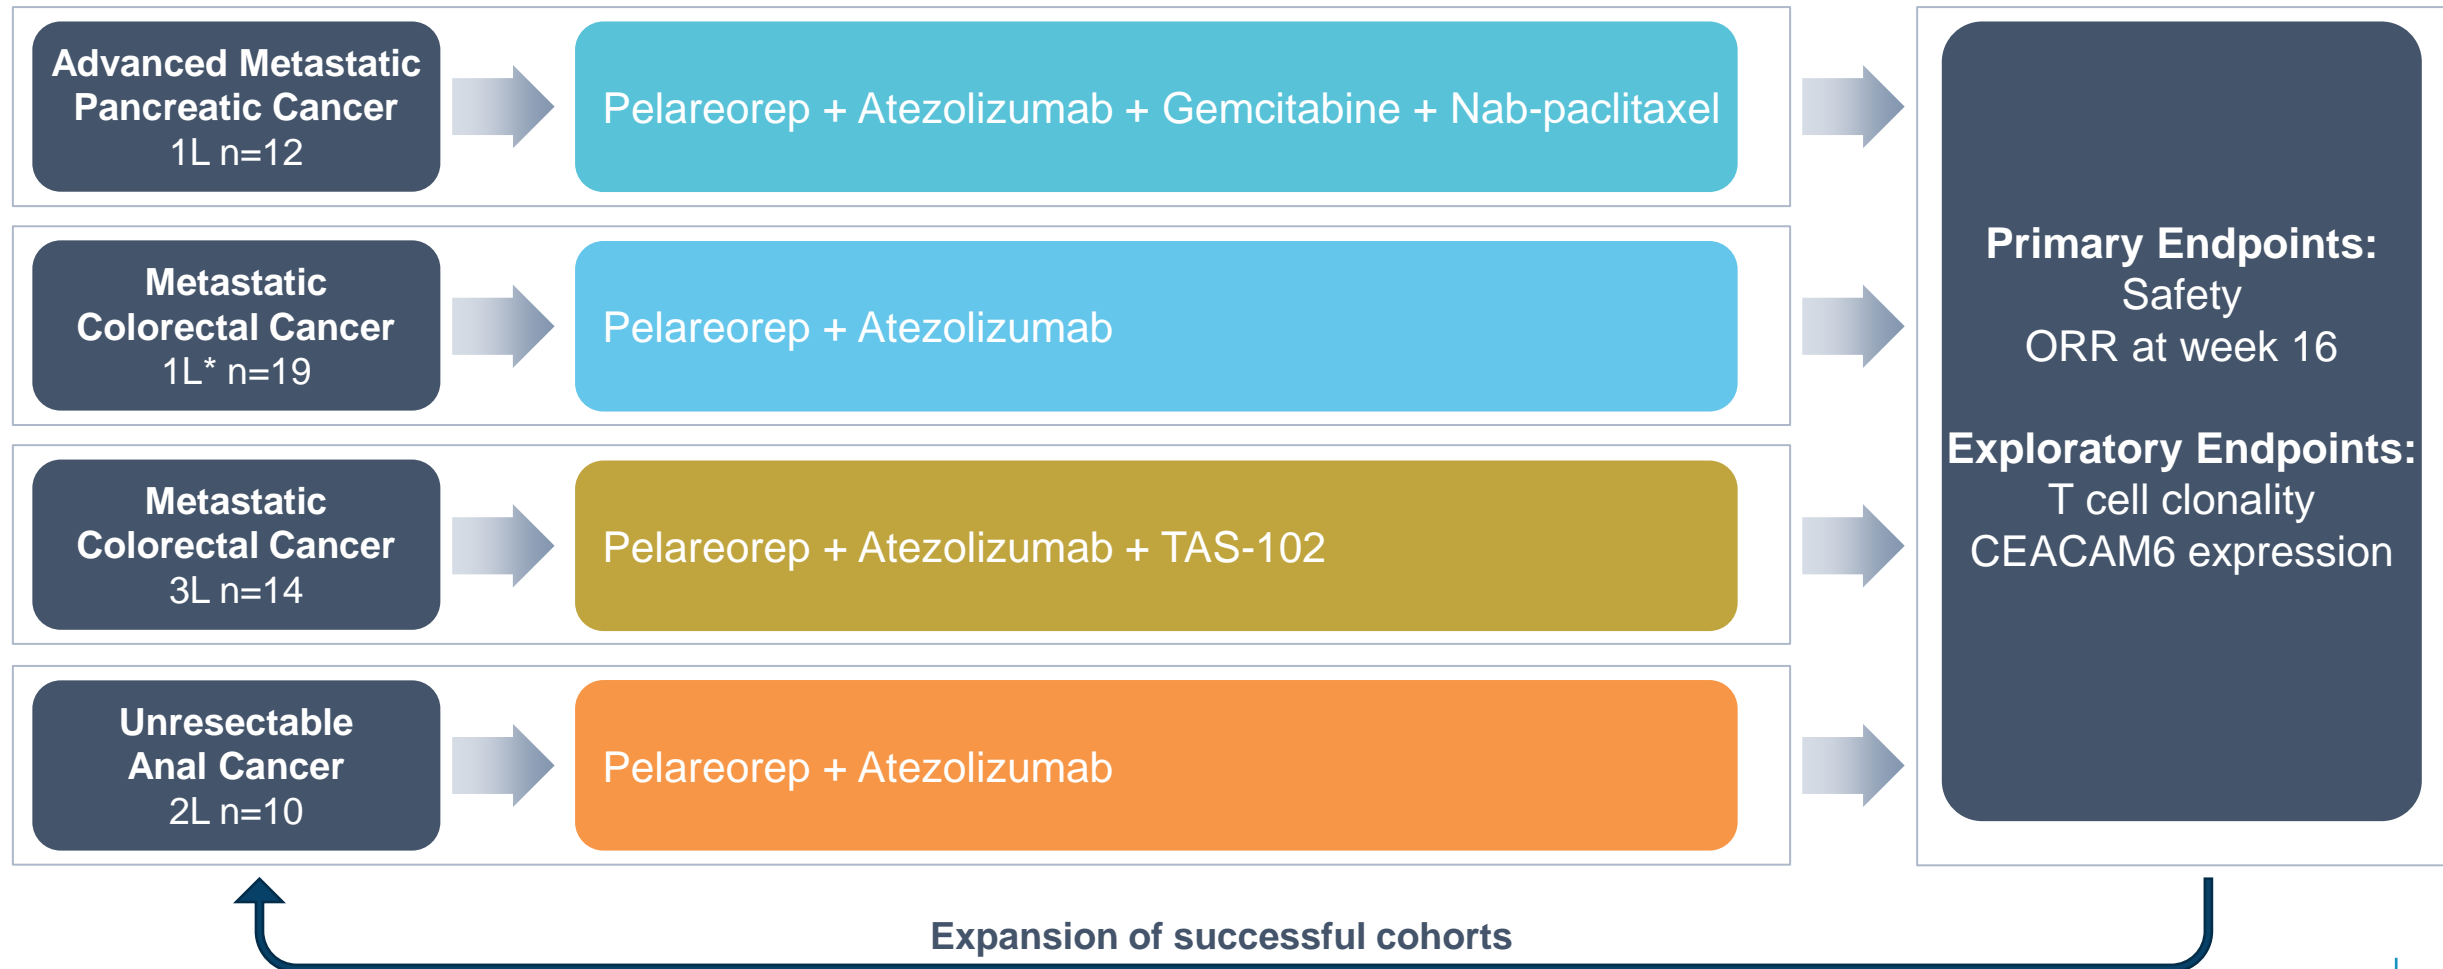 Advanced Metastatic
Pancreatic Cancer
1L n=12
Pelareorep + Atezolizumab + Gemcitabine + Nab-paclitaxel
Metastatic
Colorectal Cancer
1L* n=19
Pelareorep + Atezolizumab
Metastatic
Colorectal Cancer
3L n=14
Pelareorep + Atezolizumab + TAS-102
Unresectable
Anal Cancer
2L n=10
Pelareorep + Atezolizumab
Primary Endpoints:
Safety
ORR at week 16
Exploratory Endpoints:
T cell clonality
CEACAM6 expression
Expansion of successful cohorts